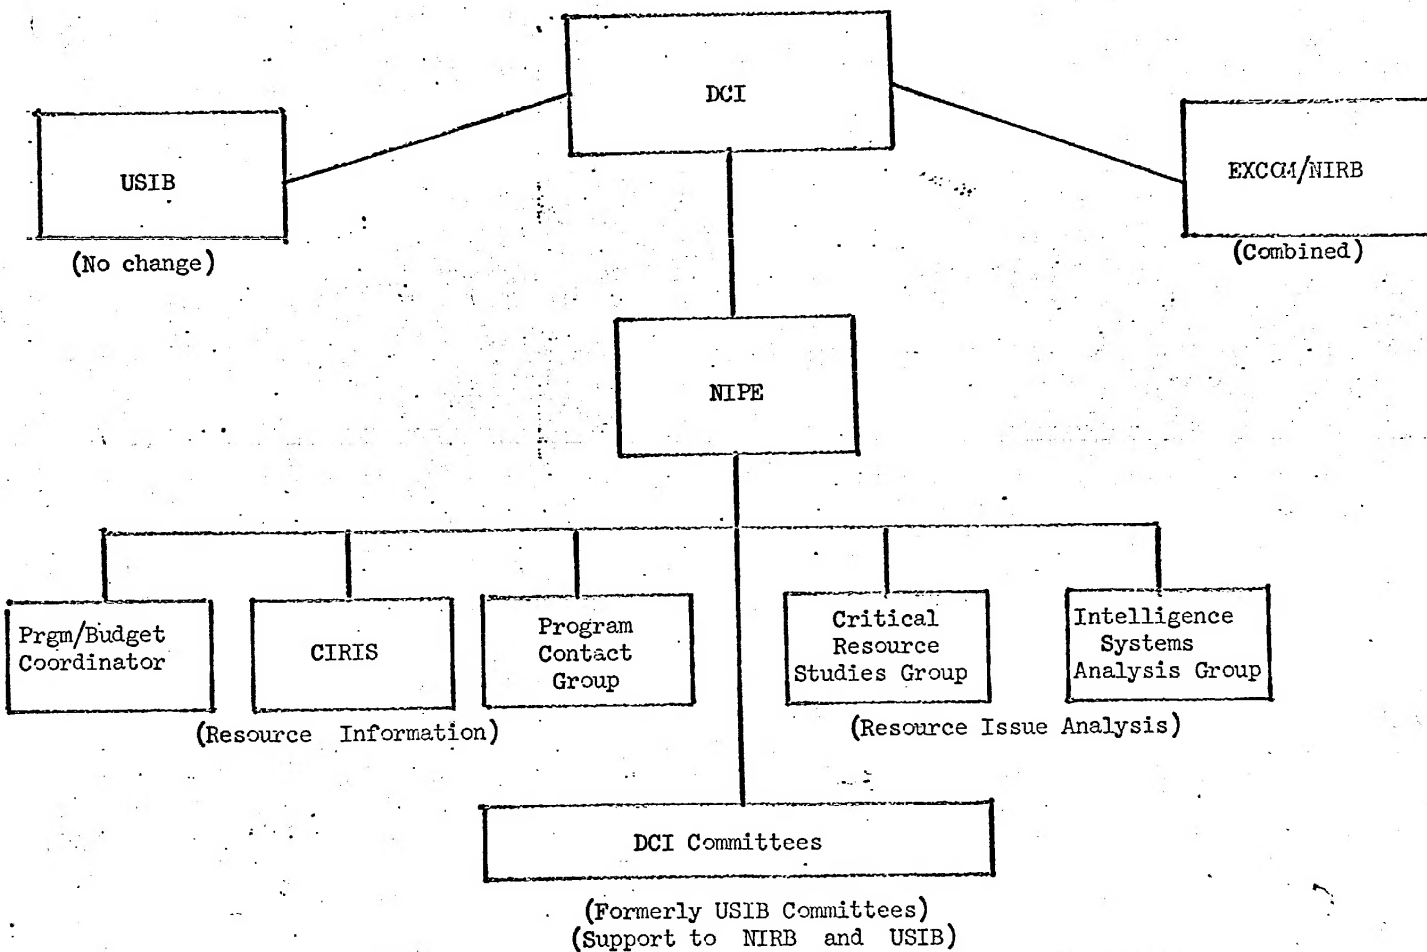 DCI
USIB
EXCOM/NIRB
(No change)
(Combined)
NIPE
Prgm/Budget
Coordinator
CIRIS
Program
Contact
Group
Critical
Resource
Studies Group
Intelligence
Systems
Analysis Group
(Resource Information)
(Resource Issue Analysis)
DCI Committees
(Formerly USIB Committees)
(Support to NIRB and USIB)